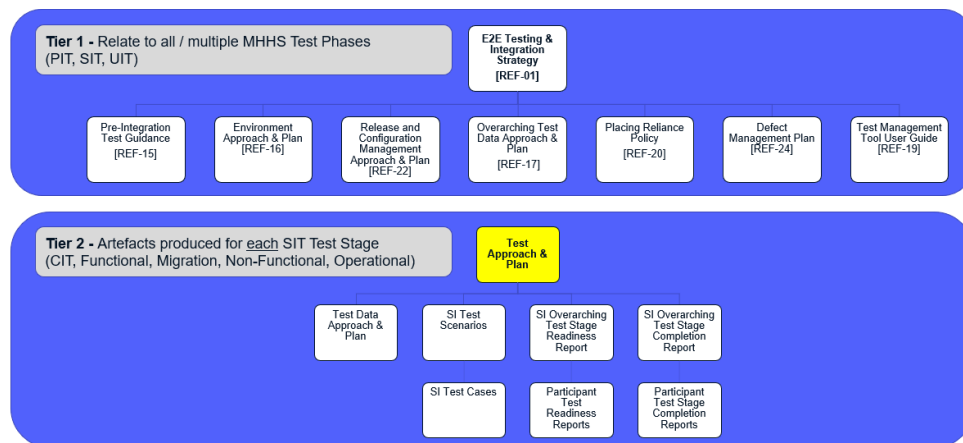 Tier 1 - Relate to all / multiple MHHS Test Phases
(PIT, SIT, UIT)
E2E Testing &
Integration
Strategy
[REF-01]
Pre-Integration
Test Guidance
[REF-15]
Environment
Approach & Plan
[REF-16]
Release and
Configuration
Management
Approach & Plan
[REF-22]
Overarching Test
Data Approach &
Plan
[REF-17]
Placing Reliance
Policy
[REF-20]
Defect
Management Plan
[REF-24]
Test Management
Tool User Guide
[REF-19]
Tier 2 - Artefacts produced for each SIT Test Stage
(CIT, Functional, Migration, Non-Functional, Operational)
Test
Approach &
Plan
Test Data
Approach &
Plan
SI Test
Scenarios
SI Overarching
Test Stage
Readiness
Report
SI Overarching
Test Stage
Completion
Report
SI Test Cases
Participant
Test
Readiness
Reports
Participant
Test Stage
Completion
Reports